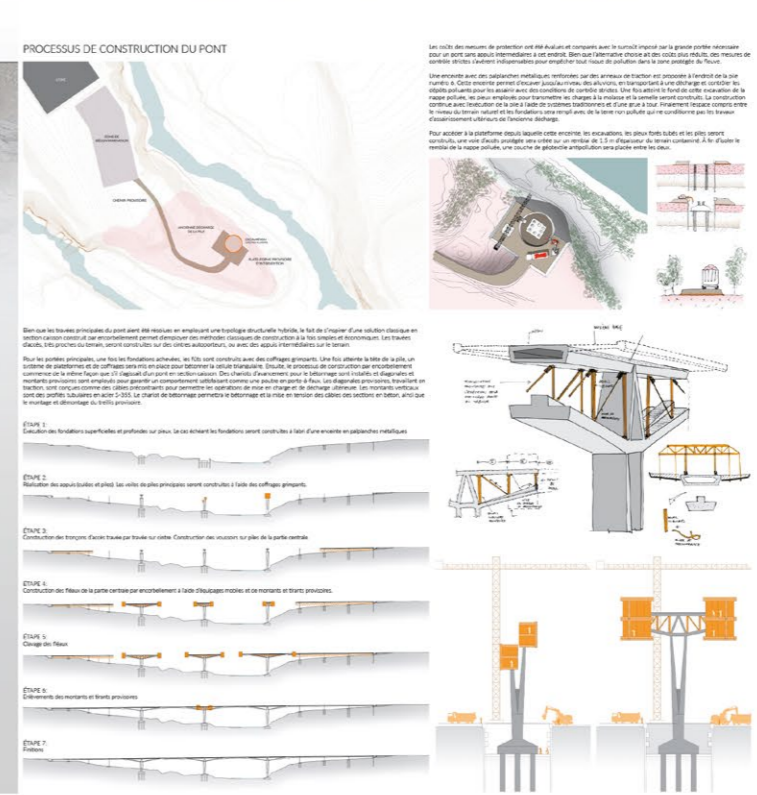 PROCESSUS DE CONSTRUCTION DU PONT
CHEMIN PROVISOIRE
ANCIENNE DÉCHARGE
DE LA PILA
Les coûts des mesures de protection ont été évalués et comparés avec le surcoût imposé par la grande portée nécessaire
pour un pont sans appuis intermédiaires à cet endroit. Bien que l'alternative choisie ait des coûts plus réduits, des mesures de
contrôle strictes s'avèrent indispensables pour empêcher tout risque de pollution dans la zone protégée du fleuve.
Une enceinte avec des palplanches métalliques renforcées par des anneaux de traction est proposée à l'endroit de la pile
numéro 6. Cette enceinte permet d'excaver jusqu'au niveau des alluvions, en transportant à une décharge et contrôler les
dépôts polluants pour les assainir avec des conditions de contrôle strictes. Une fois atteint le fond de cette excavation de la
nappe polluée, les pieux employés pour transmettre les charges à la molasse et la semelle seront construits. La construction
continue avec l'exécution de la pile à l'aide de systèmes traditionnels et d'une grue à tour. Finalement l'espace compris entre
le niveau du terrain naturel et les fondations sera rempli avec de la terre non polluée qui ne conditionne pas les travaux
d'assainissement ultérieurs de l'ancienne décharge.
Pour accéder à la plateforme depuis laquelle cette enceinte, les excavations, les pieux forés tubés et les piles seront
construits, une voie d'accès protégée sera créée sur un remblai de 1.5 m d'épaisseur du terrain contaminé. À fin d'isoler le
remblai de la nappe polluée, une couche de géotextile antipollution sera placée entre les deux.
Bien que les travées principales du pont aient été résolues en employant une typologie structurelle hybride, le fait de s'inspirer d'une solution classique en
section caisson construit par encorbellement permet d'employer des méthodes classiques de construction à la fois simples et économiques. Les travées
d'accès, très proches du terrain, seront construites sur des cintres autoporteurs, ou avec des appuis intermédiaires sur le terrain.
Pour les portées principales, une fois les fondations achevées, les fûts sont construits avec des coffrages grimpants. Une fois atteinte la tête de la pile, un
système de plateformes et de coffrages sera mis en place pour bétonner la cellule triangulaire. Ensuite, le processus de construction par encorbellement
commence de la même façon que s'il s'agissait d'un pont en section-caisson. Des chariots d'avancement pour le bétonnage sont installés et diagonales et
montants provisoires sont employés pour garantir un comportement satisfaisant comme une poutre en porte-à-faux. Les diagonales provisoires, travaillant en
traction, sont conçues comme des câbles précontraints pour permettre les opérations de mise en charge et de décharge ultérieure. Les montants verticaux
sont des profilés tubulaires en acier S-355. Le chariot de bétonnage permettra le bétonnage et la mise en tension des câbles des sections en béton, ainsi que
le montage et démontage du treillis provisoire.
ÉTAPE 1:
Exécution des fondations superficielles et profondes sur pieux. Le cas échéant les fondations seront construites à l'abri d'une enceinte en palplanches métalliques
ÉTAPE 2:
Réalisation des appuis (culées et piles). Les voiles de piles principales seront construites à l'aide des coffrages grimpants.
ÉTAPE 3:
Construction des tronçons d'accès travée par travée sur cintre. Construction des voussoirs sur piles de la partie centrale
ÉTAPE 4:
Construction des fléaux de la partie centrale par encorbellement à l'aide d'équipages mobiles et de montants et tirants provisoires.
ÉTAPE 5:
Clavage des fléaux
ÉTAPE 6:
Enlèvements des montants et tirants provisoires
ÉTAPE 7:
Finitions